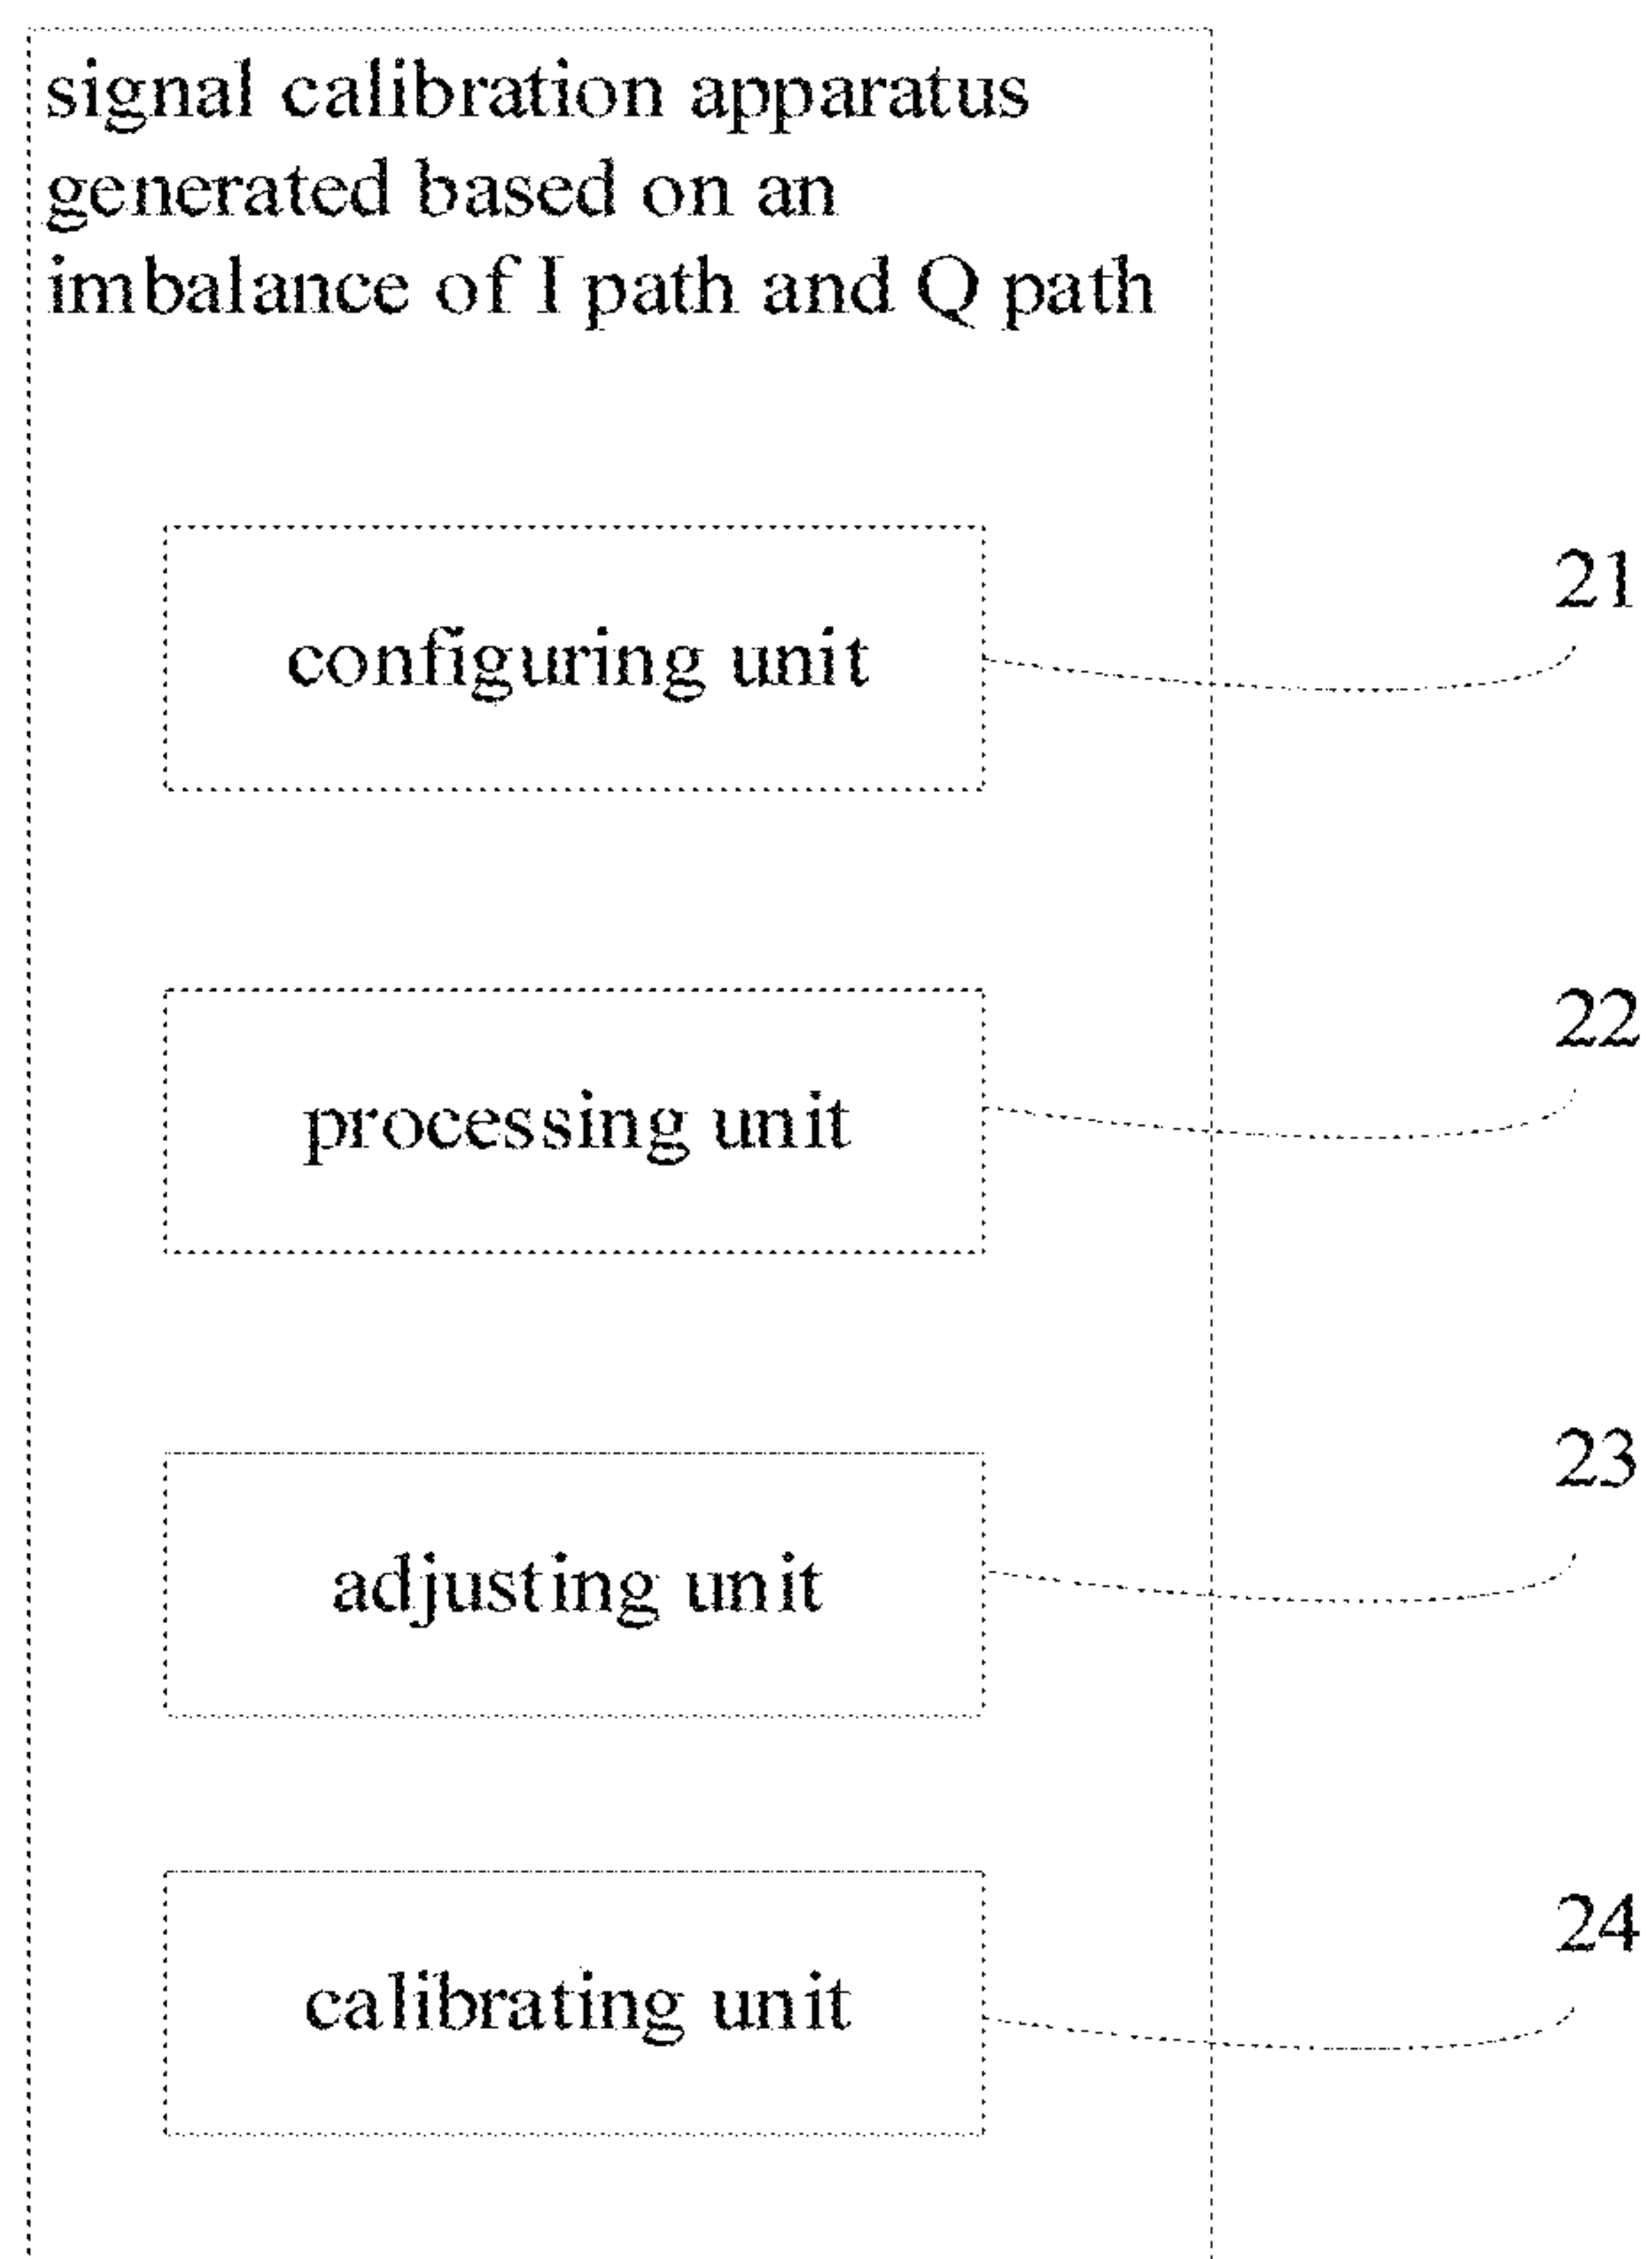 signal calibration apparatus
generated based on an
imbalance of I path and Q path
configuring unit
21
processing unit
22
adjusting unit
23
calibrating unit
24